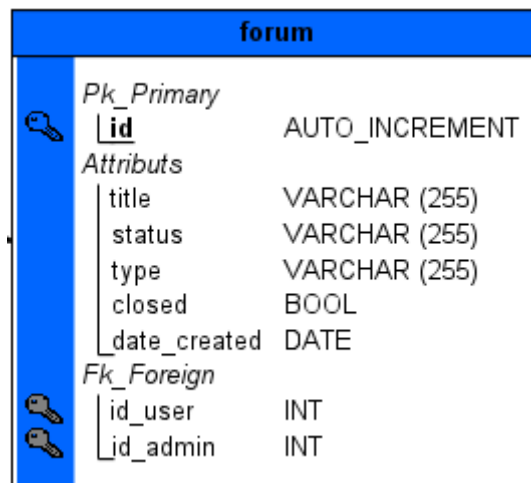 forum
Pk_Primary
id AUTO_INCREMENT
Attributs
title VARCHAR (255)
status VARCHAR (255)
type VARCHAR (255)
closed BOOL
date_created DATE
Fk_Foreign
id_user INT
id_admin INT